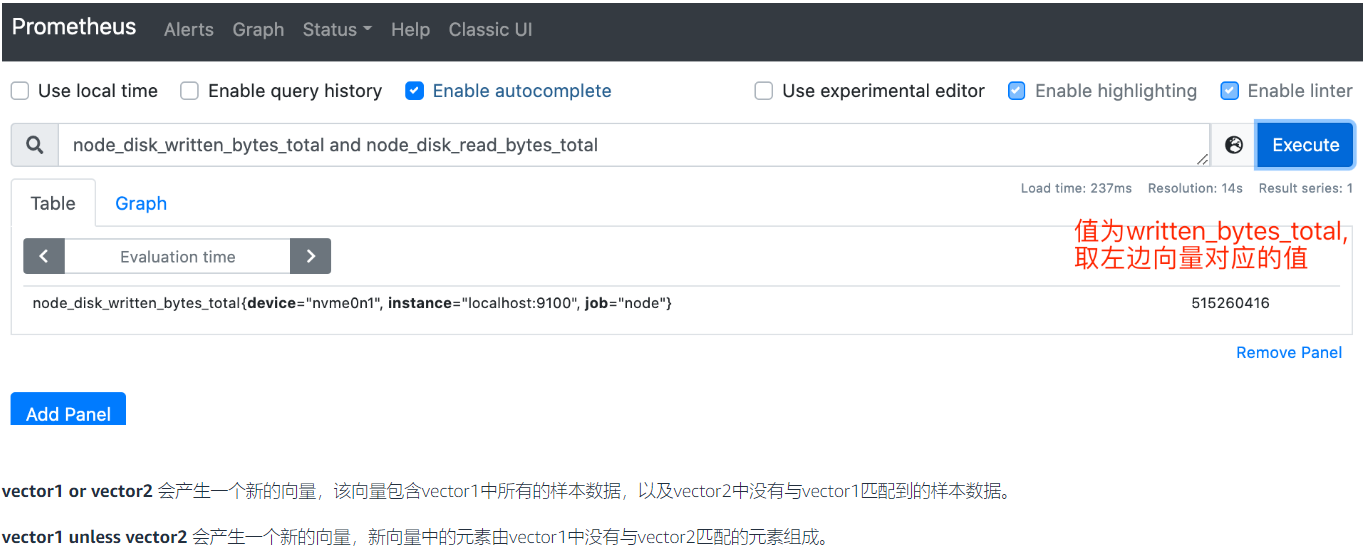 Prometheus Alerts Graph Status Help Classic UI
Use local time Enable query history Enable autocomplete Use experimental editor Enable highlighting Enable linter
node_disk_written_bytes_total and node_disk_read_bytes_total Execute
Load time: 237ms Resolution: 14s Result series: 1
Table Graph
值为written_bytes_total,
取左边向量对应的值
Evaluation time
node_disk_written_bytes_total{device="nvme0n1", instance="localhost:9100", job="node"} 515260416
Remove Panel
Add Panel
vector1 or vector2 会产生一个新的向量，该向量包含vector1中所有的样本数据，以及vector2中没有与vector1匹配到的样本数据。
vector1 unless vector2 会产生一个新的向量，新向量中的元素由vector1中没有与vector2匹配的元素组成。